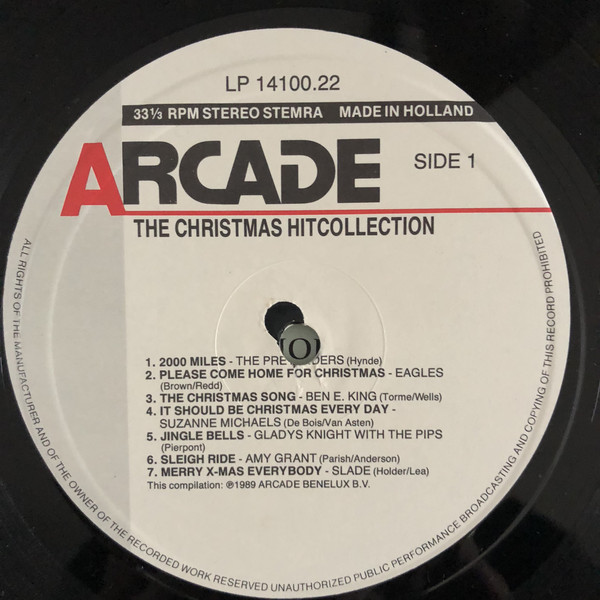 LP 14100.22
33⅓ RPM STEREO STEMRA MADE IN HOLLAND
ARCADE SIDE 1
THE CHRISTMAS HITCOLLECTION
1. 2000 MILES - THE PRE DERS (Hynde)
2. PLEASE COME HOME FOR CHRISTMAS - EAGLES
(Brown/Redd)
3. THE CHRISTMAS SONG - BEN E. KING (Torme/Wells)
4. IT SHOULD BE CHRISTMAS EVERY DAY -
SUZANNE MICHAELS (De Bois/Van Asten)
5. JINGLE BELLS - GLADYS KNIGHT WITH THE PIPS
(Pierpont)
6. SLEIGH RIDE - AMY GRANT (Parish/Anderson)
7. MERRY X-MAS EVERYBODY - SLADE (Holder/Lea)
This compilation: ℗1989 ARCADE BENELUX B.V.
ALL RIGHTS OF THE MANUFACTURER AND OF THE OWNER OF THE RECORDED WORK RESERVED UNAUTHORIZED PUBLIC PERFORMANCE BROADCASTING AND COPYING OF THIS RECORD PROHIBITED